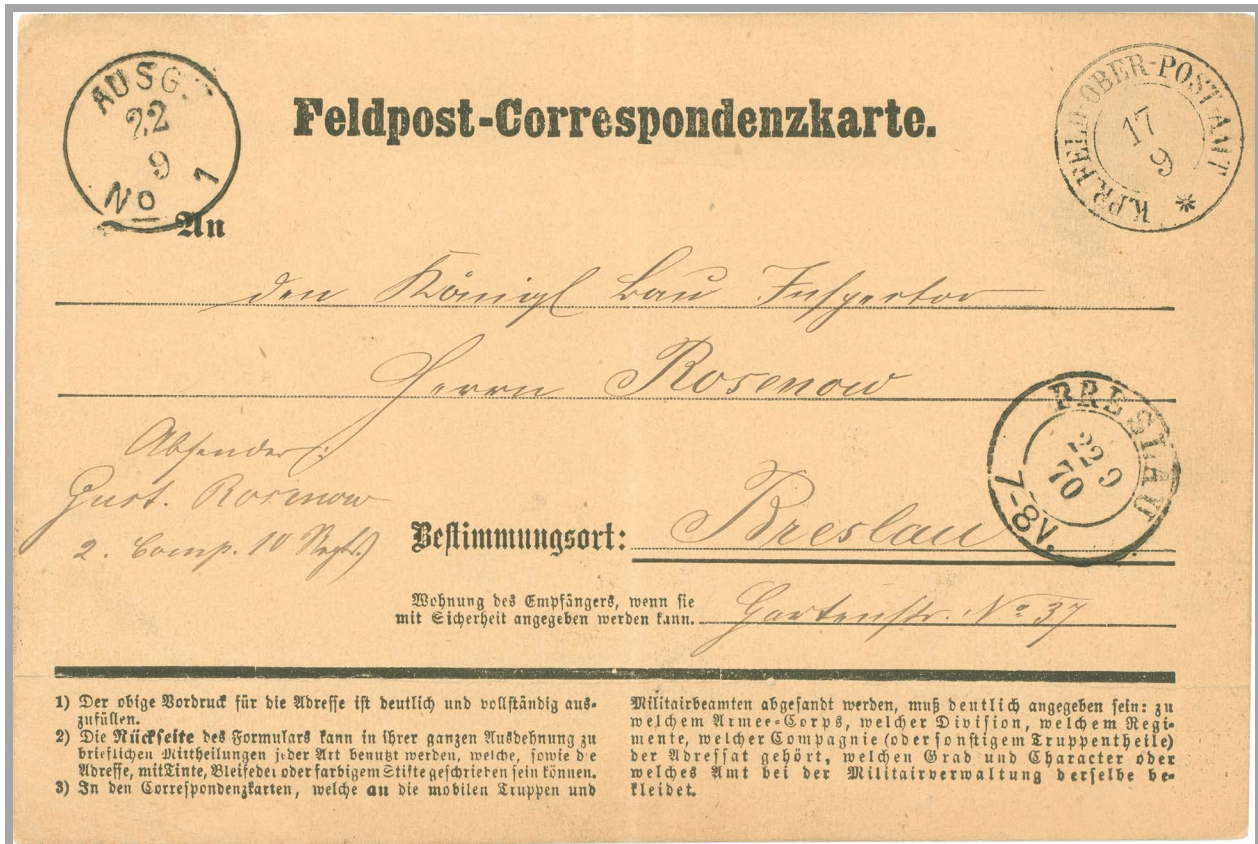 AUSG.
22
9
No 1
Feldpost-Correspondenzkarte.
K.PR.FELD-OBER-POST-AMT
17
9
An
den Königl Bau Inspector
Herrn Rosenow
Absender:
Gust. Rosenow
2. Comp. 10 Regt.)
BRESLAU
22 9
70
7-8V.
Bestimmungsort: Breslau
Wohnung des Empfängers, wenn sie
mit Sicherheit angegeben werden kann. Gartenstr. No 37
1) Der obige Vordruck für die Adresse ist deutlich und vollständig aus-
zufüllen.
2) Die Rückseite des Formulars kann in ihrer ganzen Ausdehnung zu
brieflichen Mittheilungen jeder Art benutzt werden, welche, sowie die
Adresse, mit Tinte, Bleifeder oder farbigem Stifte geschrieben sein können.
3) In den Correspondenzkarten, welche an die mobilen Truppen und
Militairbeamten abgesandt werden, muß deutlich angegeben sein: zu
welchem Armee-Corps, welcher Division, welchem Regi-
mente, welcher Compagnie (oder sonstigem Truppentheile)
der Adressat gehört, welchen Grad und Character oder
welches Amt bei der Militairverwaltung derselbe be-
kleidet.